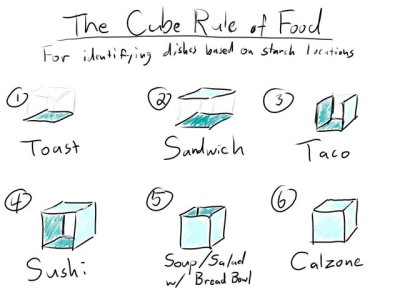 The Cube Rule of Food
For identifying dishes based on starch locations
① Toast
② Sandwich
③ Taco
④ Sushi
⑤ Soup/Salad
w/ Bread Bowl
⑥ Calzone